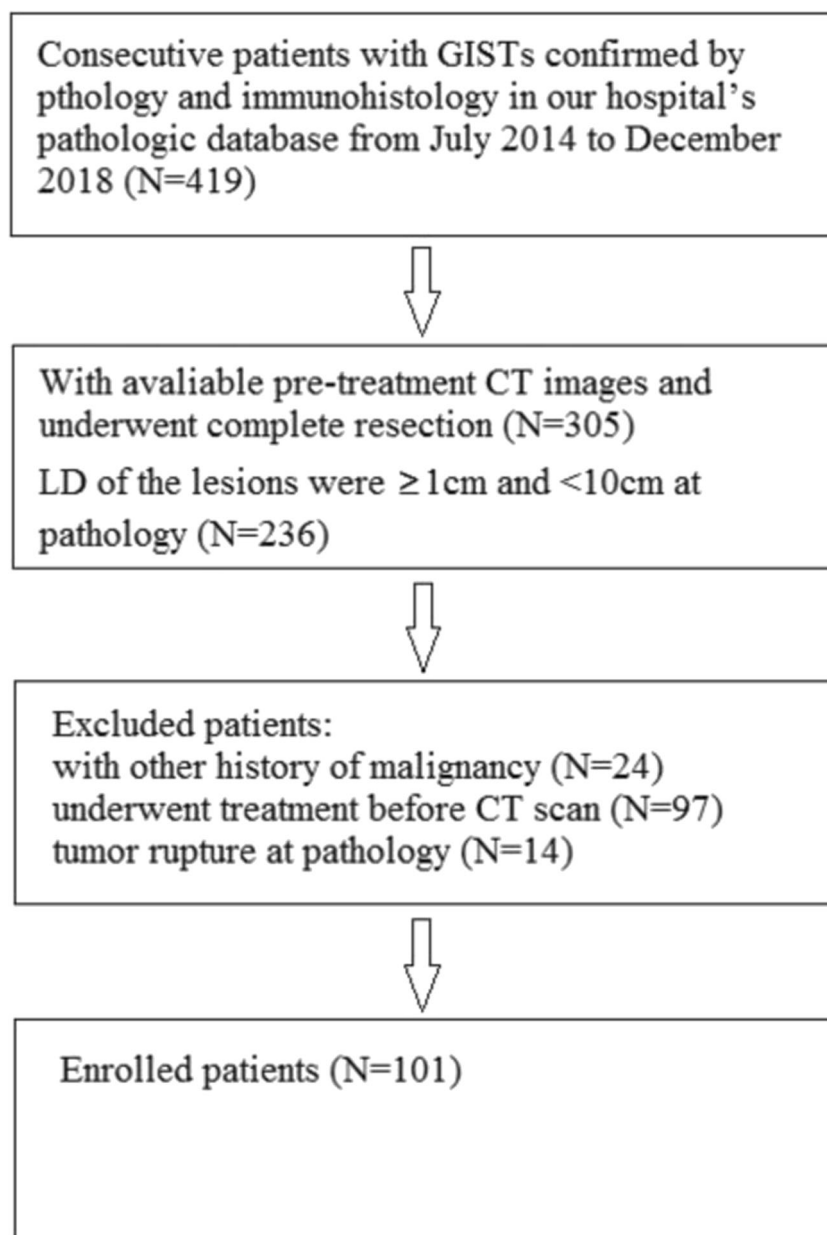 Consecutive patients with GISTs confirmed by
pthology and immunohistology in our hospital’s
pathologic database from July 2014 to December
2018 (N=419)
With avaliable pre-treatment CT images and
underwent complete resection (N=305)
LD of the lesions were ≥1cm and <10cm at
pathology (N=236)
Excluded patients:
with other history of malignancy (N=24)
underwent treatment before CT scan (N=97)
tumor rupture at pathology (N=14)
Enrolled patients (N=101)